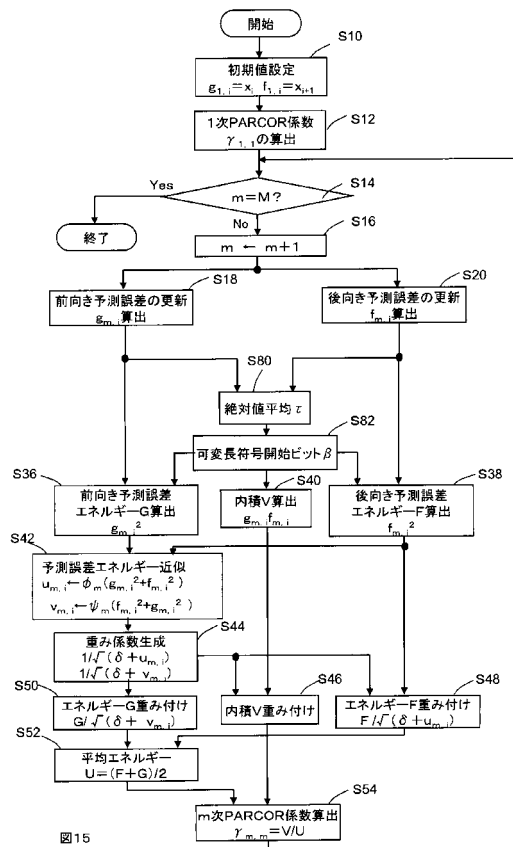 開始
S10
初期値設定
g1, i=xi f1, i=xi+1
S12
1次PARCOR係数
γ1, 1の算出
Yes
S14
m=M?
終了
No
S16
m ← m+1
S18
S20
前向き予測誤差の更新
gm, i算出
後向き予測誤差の更新
fm, i算出
S80
絶対値平均τ
S82
可変長符号開始ビットβ
S36
S40
S38
前向き予測誤差
エネルギーG算出
gm, i²
内積V算出
gm, ifm, i
後向き予測誤差
エネルギーF算出
fm, i²
S42
予測誤差エネルギー近似
um, i←φm(gm, i²+fm, i²)
vm, i←ψm(fm, i²+gm, i²)
S44
重み係数生成
1/√(δ+um, i)
1/√(δ+ vm, i)
S50
S46
S48
エネルギーG重み付け
G/√(δ+ vm, i)
内積V重み付け
エネルギーF重み付け
F/√(δ+um, i)
S52
平均エネルギー
U=(F+G)/2
S54
m次PARCOR係数算出
γm, m=V/U
図15